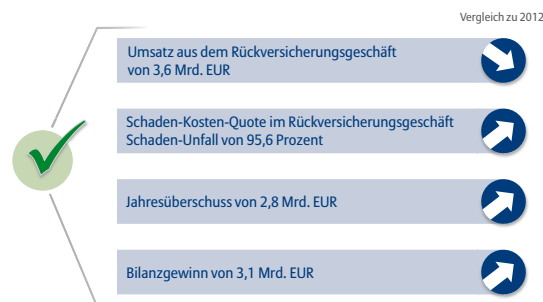 Vergleich zu 2012
Umsatz aus dem Rückversicherungsgeschäft
von 3,6 Mrd. EUR
Schaden-Kosten-Quote im Rückversicherungsgeschäft
Schaden-Unfall von 95,6 Prozent
Jahresüberschuss von 2,8 Mrd. EUR
Bilanzgewinn von 3,1 Mrd. EUR